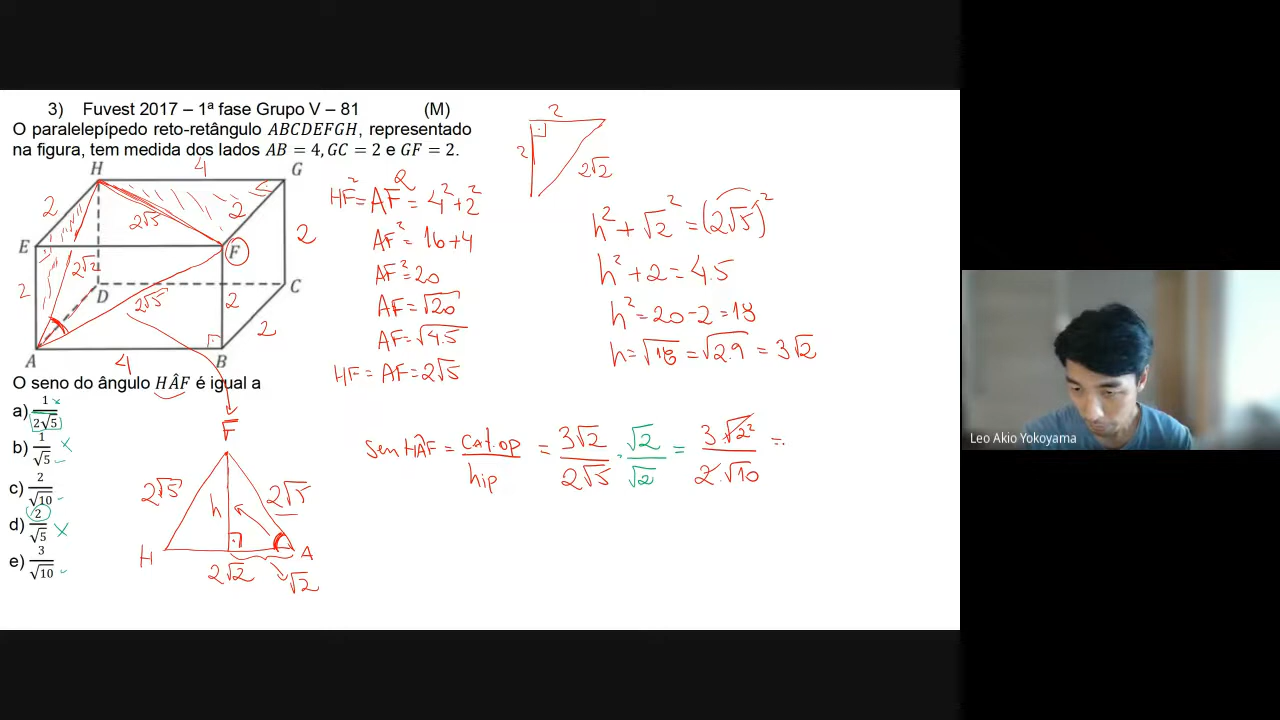 3) Fuvest 2017 – 1ª fase Grupo V – 81 (M)
O paralelepípedo reto-retângulo ABCDEFGH, representado
na figura, tem medida dos lados AB = 4, GC = 2 e GF = 2.
H 4 G
2 2√5 2
E F 2
2 2√2 D 2√5 2 C
2
A 4 B
O seno do ângulo HÂF é igual a
a) 1/2√5 x
b) 1/√5 x
c) 2/√10
d) 2/√5 x
e) 3/√10
F
2√5 h 2√5
H A
2√2 √2
2
2 2√2
HF² = AF² = 4² + 2²
AF² = 16 + 4
AF² = 20
AF = √20
AF = √4.5
HF = AF = 2√5
h² + √2² = (2√5)²
h² + 2 = 4.5
h² = 20 - 2 = 18
h = √18 = √2.9 = 3√2
sen HÂF = cat.op/hip = 3√2/2√5 . √2/√2 = 3.√2²/2.√10 =
Leo Akio Yokoyama